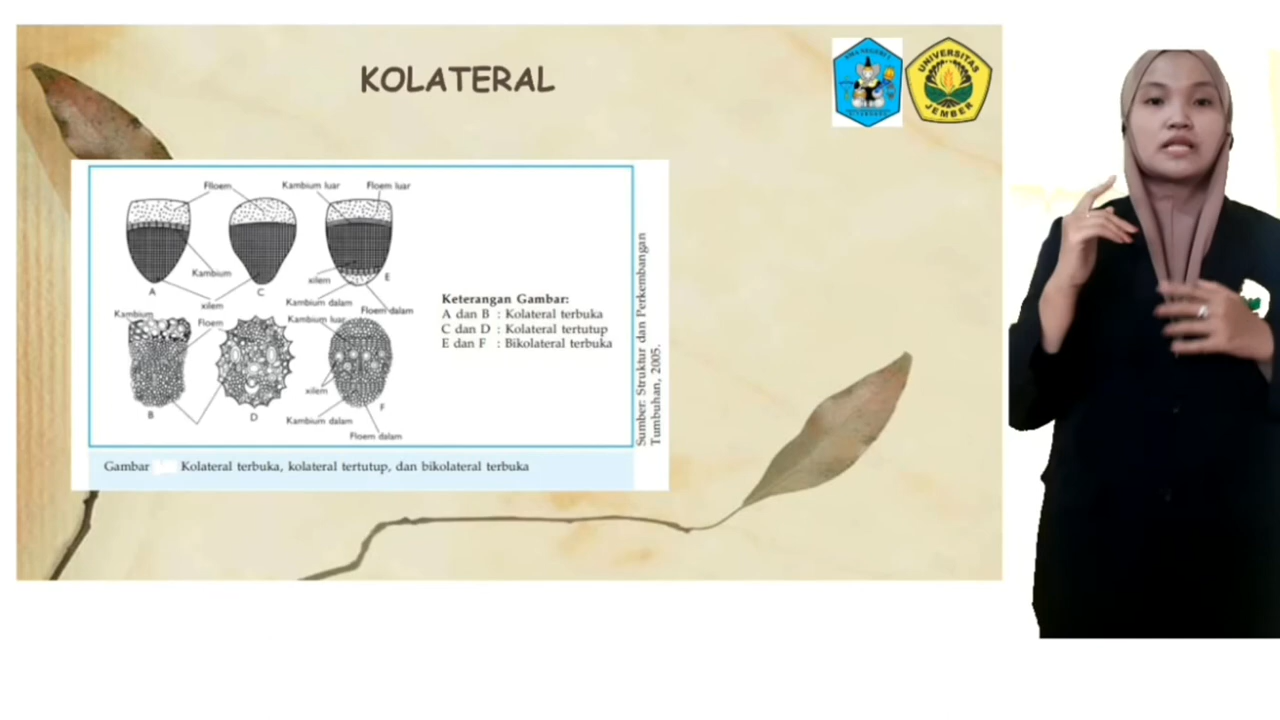 KOLATERAL
UNIVERSITAS
JEMBER
Flloem
Kambium luar
Floem luar
Kambium
xilem
E
A
C
xilem
Kambium dalam
Floem dalam
Kambium
Floem
Kambium luar
xilem
B
D
F
Kambium dalam
Floem dalam
Keterangan Gambar:
A dan B : Kolateral terbuka
C dan D : Kolateral tertutup
E dan F : Bikolateral terbuka
Sumber: Struktur dan Perkembangan
Tumbuhan, 2005.
Gambar Kolateral terbuka, kolateral tertutup, dan bikolateral terbuka